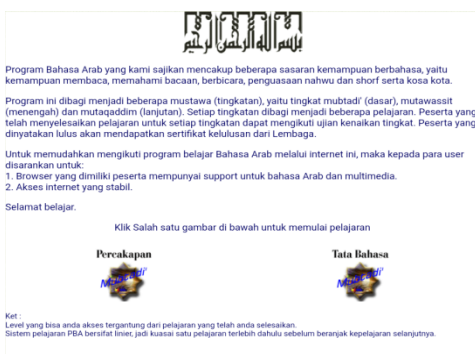 بسم الله الرحمن الرحيم
Program Bahasa Arab yang kami sajikan mencakup beberapa sasaran kemampuan berbahasa, yaitu
kemampuan membaca, memahami bacaan, berbicara, penguasaan nahwu dan shorf serta kosa kota.
Program ini dibagi menjadi beberapa mustawa (tingkatan), yaitu tingkat mubtadi' (dasar), mutawassit
(menengah) dan mutaqaddim (lanjutan). Setiap tingkatan dibagi menjadi beberapa pelajaran. Peserta yang
telah menyelesaikan pelajaran untuk setiap tingkatan dapat mengikuti ujian kenaikan tingkat. Peserta yang
dinyatakan lulus akan mendapatkan sertifikat kelulusan dari Lembaga.
Untuk memudahkan mengikuti program belajar Bahasa Arab melalui internet ini, maka kepada para user
disarankan untuk:
1. Browser yang dimiliki peserta mempunyai support untuk bahasa Arab dan multimedia.
2. Akses internet yang stabil.
Selamat belajar.
Klik Salah satu gambar di bawah untuk memulai pelajaran
Percakapan
Mubtadi'
Tata Bahasa
Mubtadi'
Ket :
Level yang bisa anda akses tergantung dari pelajaran yang telah anda selesaikan.
Sistem pelajaran PBA bersifat linier, jadi kuasai satu pelajaran terlebih dahulu sebelum beranjak kepelajaran selanjutnya.